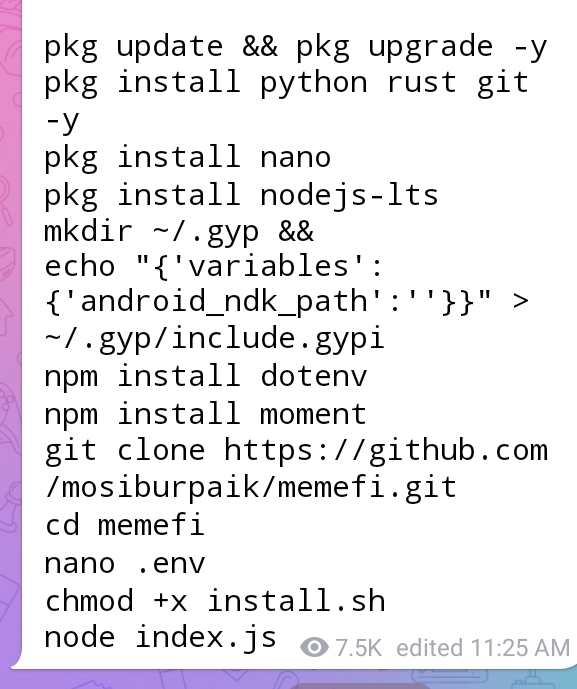 pkg update && pkg upgrade -y
pkg install python rust git
-y
pkg install nano
pkg install nodejs-lts
mkdir ~/.gyp &&
echo "{'variables':
{'android_ndk_path':''}}" >
~/.gyp/include.gypi
npm install dotenv
npm install moment
git clone https://github.com
/mosiburpaik/memefi.git
cd memefi
nano .env
chmod +x install.sh
node index.js 7.5K edited 11:25 AM